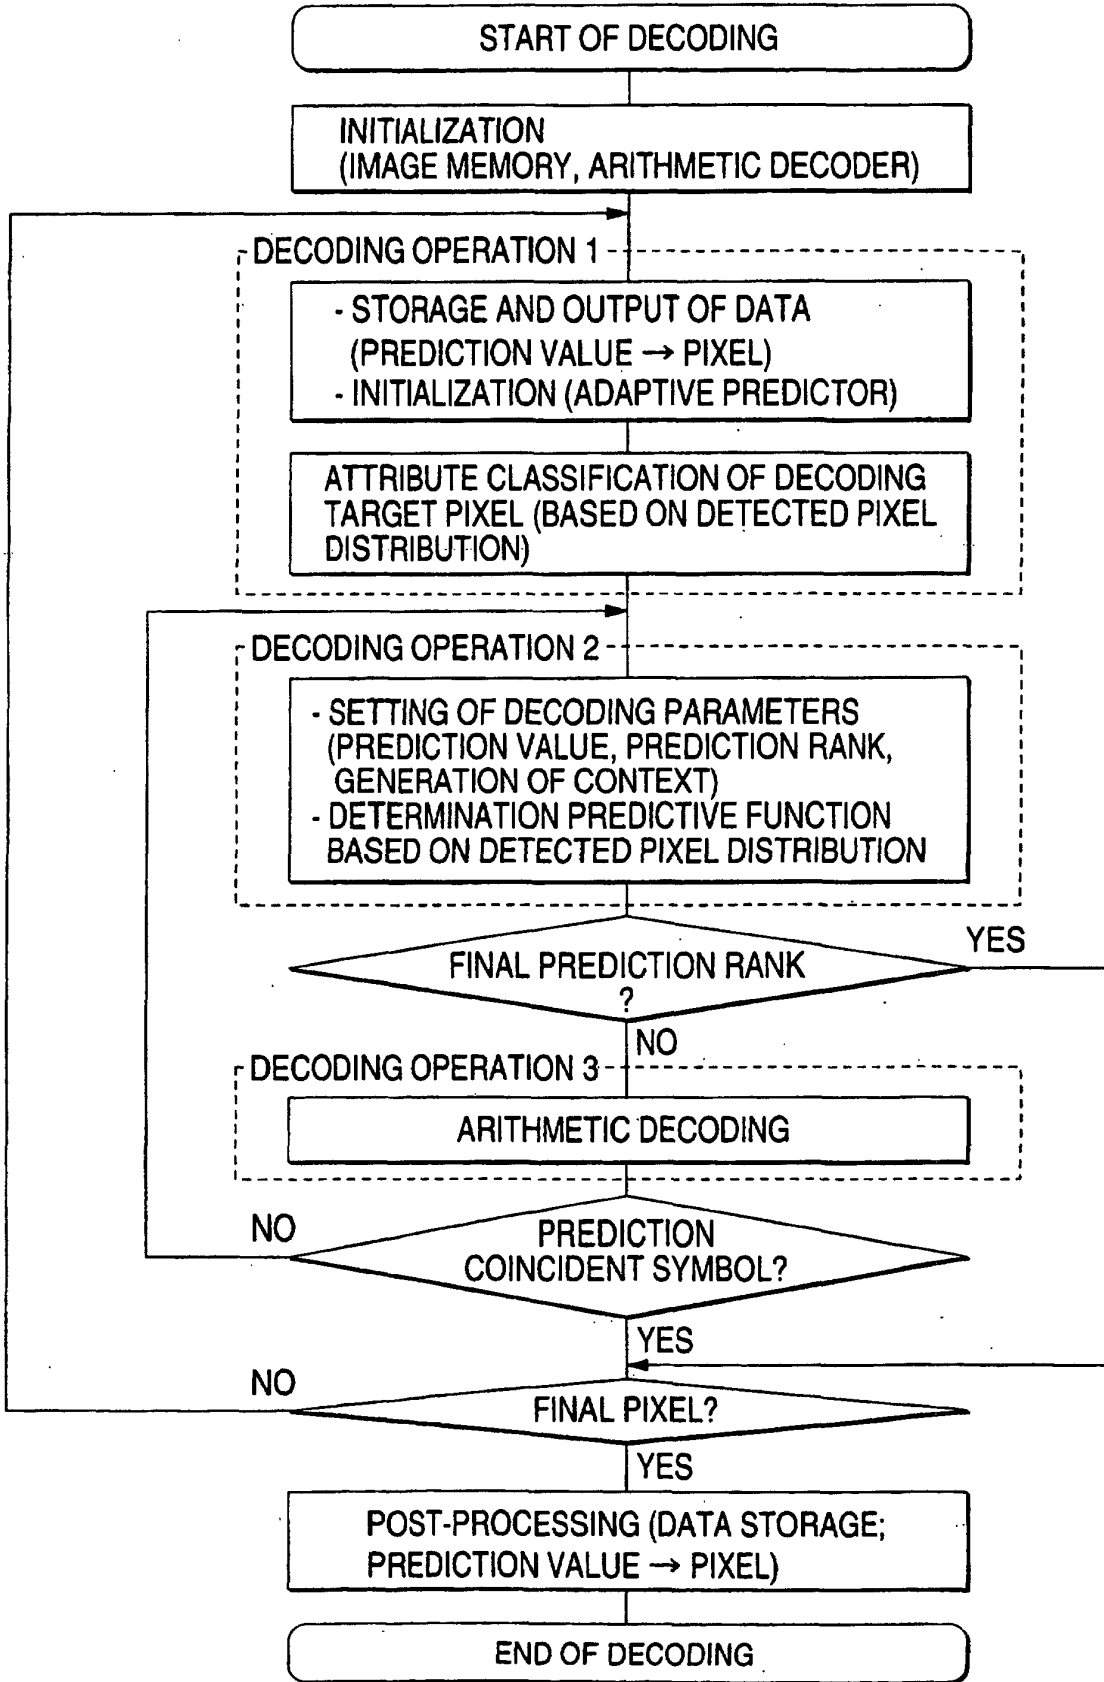 START OF DECODING
INITIALIZATION
(IMAGE MEMORY, ARITHMETIC DECODER)
DECODING OPERATION 1
- STORAGE AND OUTPUT OF DATA
(PREDICTION VALUE → PIXEL)
- INITIALIZATION (ADAPTIVE PREDICTOR)
ATTRIBUTE CLASSIFICATION OF DECODING
TARGET PIXEL (BASED ON DETECTED PIXEL
DISTRIBUTION)
DECODING OPERATION 2
- SETTING OF DECODING PARAMETERS
(PREDICTION VALUE, PREDICTION RANK,
GENERATION OF CONTEXT)
- DETERMINATION PREDICTIVE FUNCTION
BASED ON DETECTED PIXEL DISTRIBUTION
YES
FINAL PREDICTION RANK
?
NO
DECODING OPERATION 3
ARITHMETIC DECODING
NO
PREDICTION
COINCIDENT SYMBOL?
YES
NO
FINAL PIXEL?
YES
POST-PROCESSING (DATA STORAGE;
PREDICTION VALUE → PIXEL)
END OF DECODING